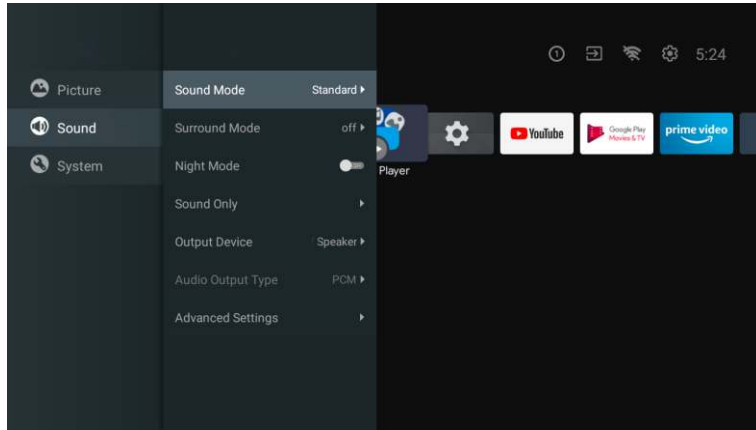 5:24
Picture
Sound
System
Sound Mode Standard
Surround Mode off
Night Mode
Sound Only
Output Device Speaker
Audio Output Type PCM
Advanced Settings
Player
YouTube
Google Play
Movies & TV
prime video